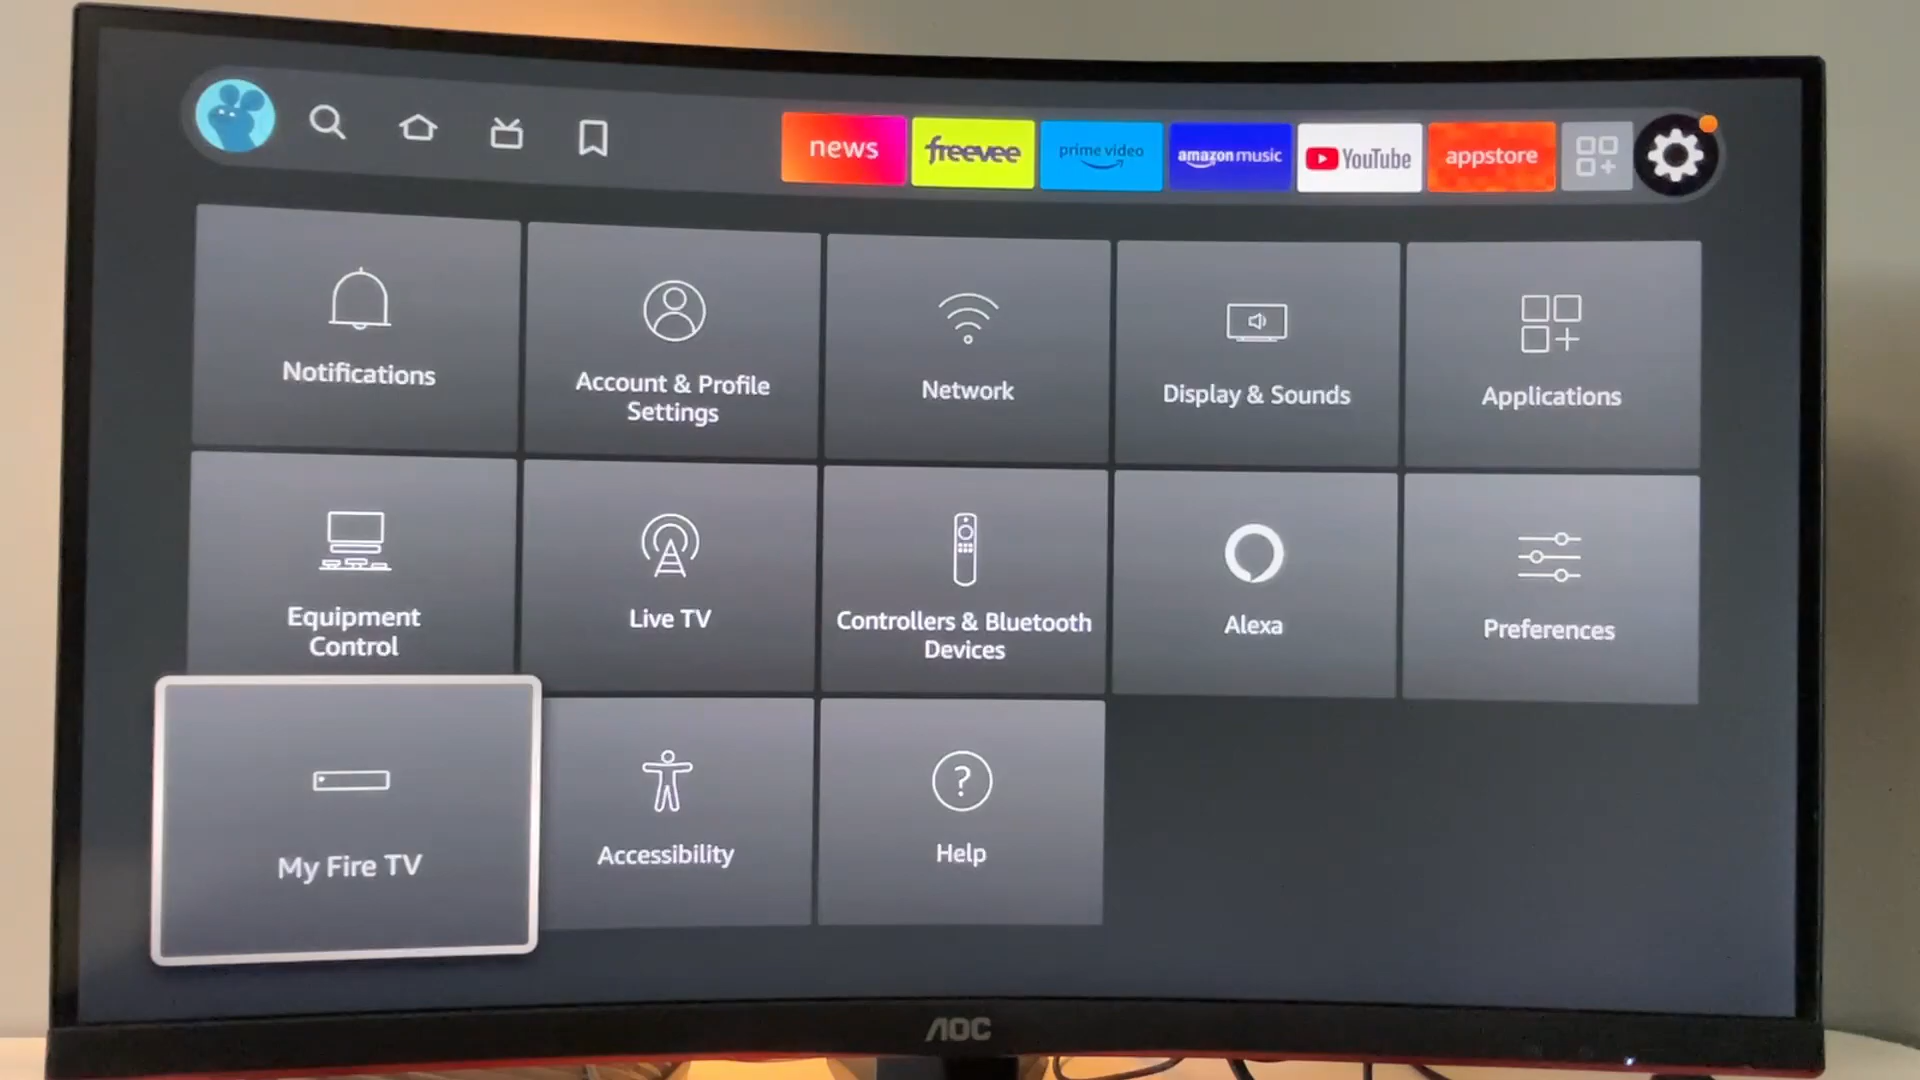 news
freevee
prime video
amazon music
YouTube
appstore
Notifications
Account & Profile
Settings
Network
Display & Sounds
Applications
Equipment
Control
Live TV
Controllers & Bluetooth
Devices
Alexa
Preferences
My Fire TV
Accessibility
?
Help
AOC